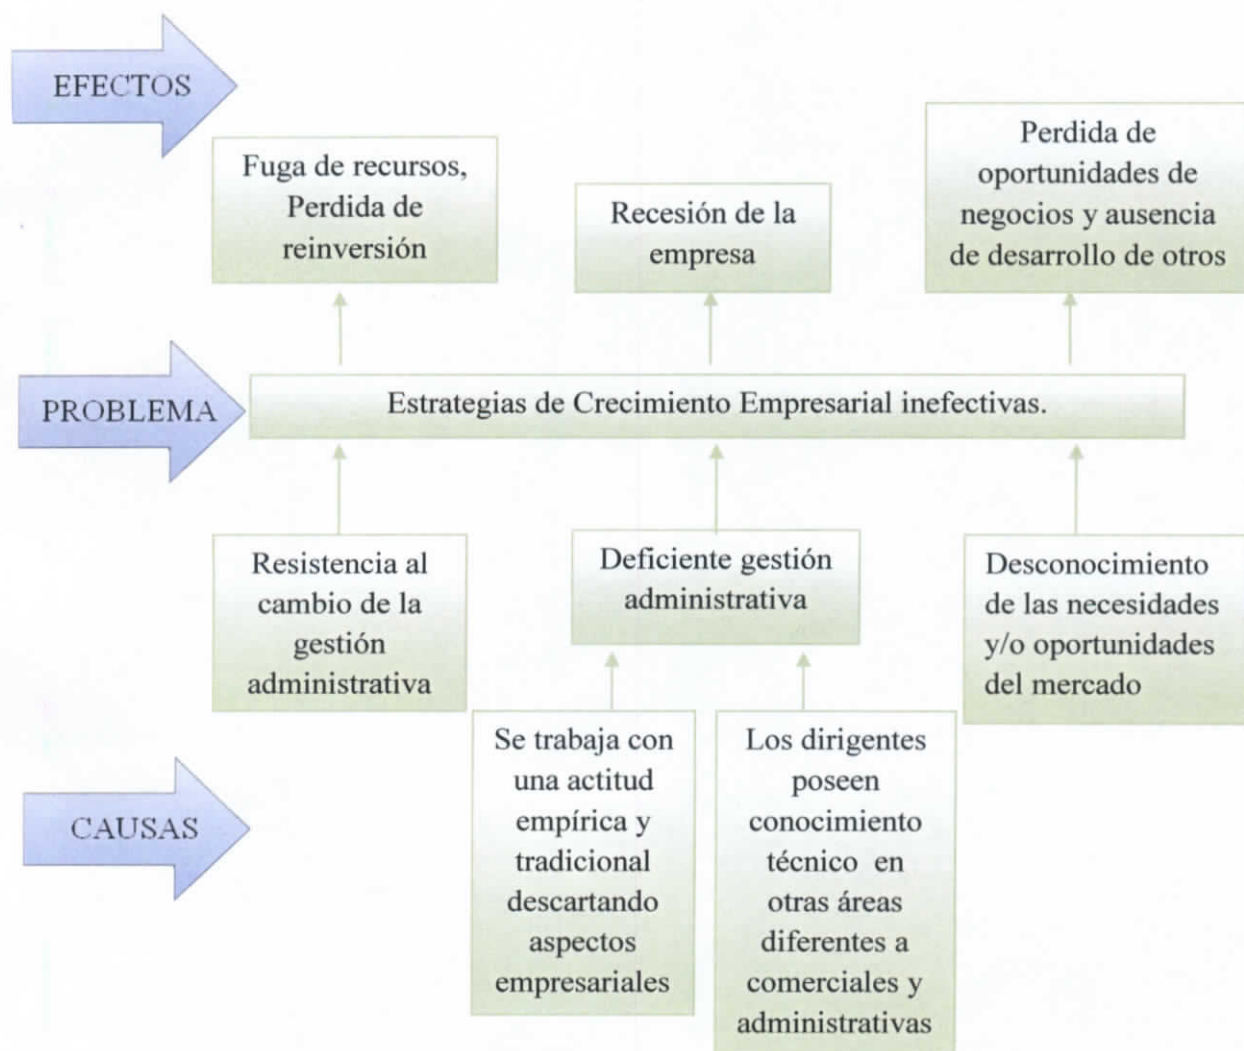 EFECTOS
Fuga de recursos,
Perdida de
reinversión
Recesión de la
empresa
Perdida de
oportunidades de
negocios y ausencia
de desarrollo de otros
PROBLEMA
Estrategias de Crecimiento Empresarial inefectivas.
Resistencia al
cambio de la
gestión
administrativa
Deficiente gestión
administrativa
Desconocimiento
de las necesidades
y/o oportunidades
del mercado
CAUSAS
Se trabaja con
una actitud
empírica y
tradicional
descartando
aspectos
empresariales
Los dirigentes
poseen
conocimiento
técnico en
otras áreas
diferentes a
comerciales y
administrativas